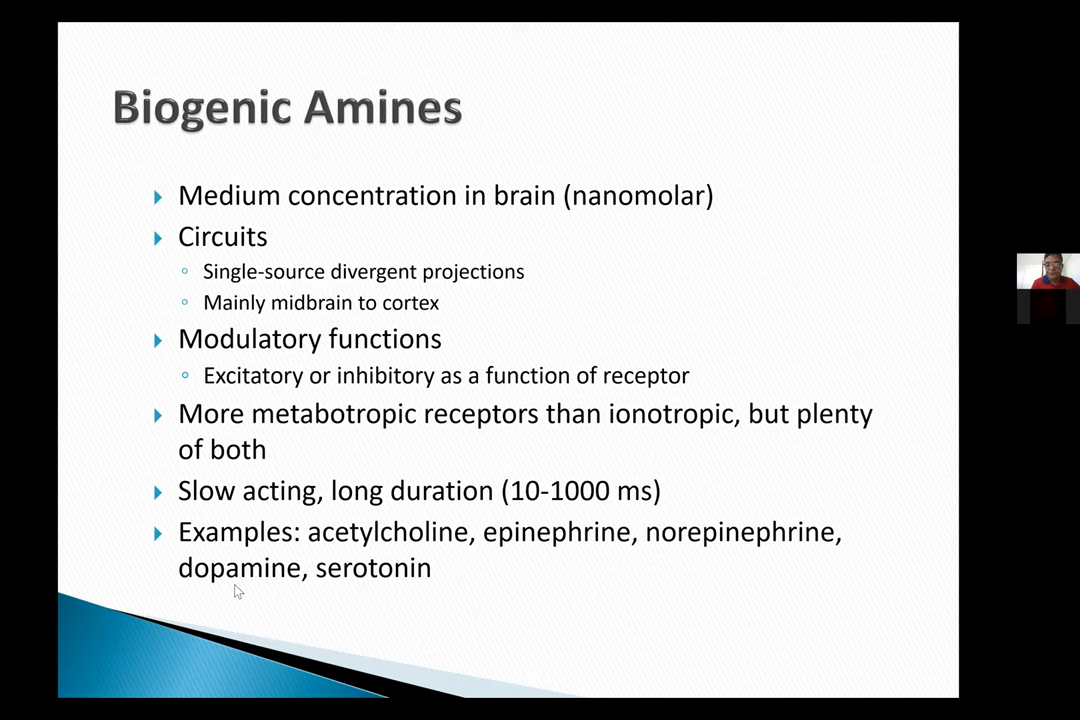 Biogenic Amines
Medium concentration in brain (nanomolar)
Circuits
Single-source divergent projections
Mainly midbrain to cortex
Modulatory functions
Excitatory or inhibitory as a function of receptor
More metabotropic receptors than ionotropic, but plenty
of both
Slow acting, long duration (10-1000 ms)
Examples: acetylcholine, epinephrine, norepinephrine,
dopamine, serotonin